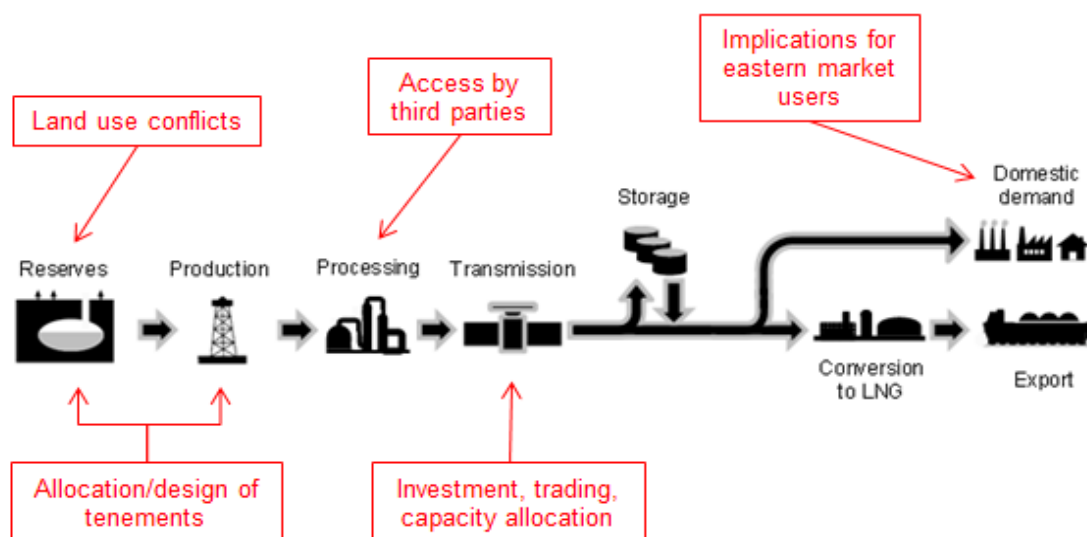 Implications for
eastern market
users
Access by
third parties
Land use conflicts
Domestic
demand
Storage
Reserves
Production
Processing
Transmission
Conversion
to LNG
Export
Allocation/design of
tenements
Investment, trading,
capacity allocation